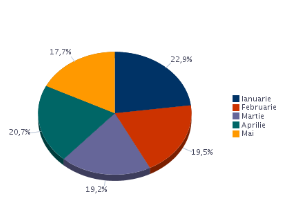 17,7%
22,9%
20,7%
19,5%
19,2%
Ianuarie
Februarie
Martie
Aprilie
Mai